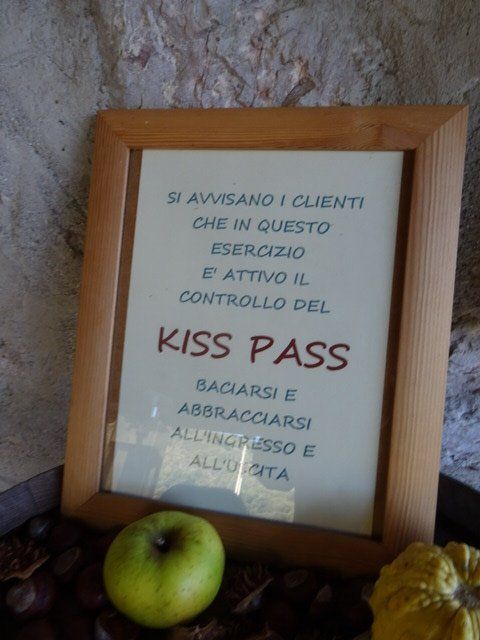 SI AVVISANO I CLIENTI
CHE IN QUESTO
ESERCIZIO
E' ATTIVO IL
CONTROLLO DEL
KISS PASS
BACIARSI E
ABBRACCIARSI
ALL'INGRESSO E
ALL'USCITA